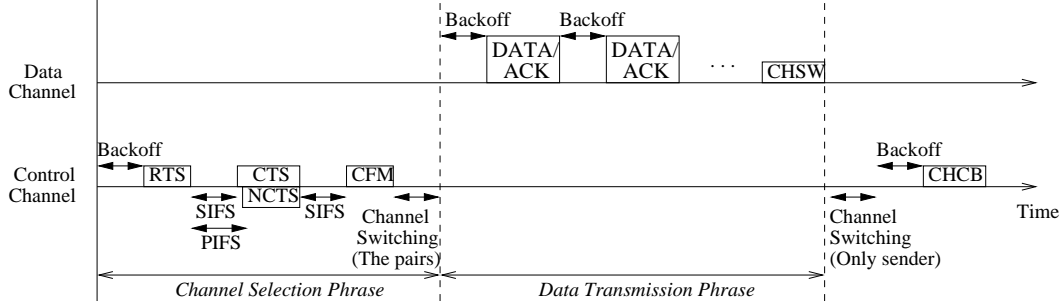 Backoff
Backoff
DATA/
ACK
DATA/
ACK
. . .
CHSW
Data
Channel
Backoff
RTS
CTS
NCTS
CFM
Backoff
CHCB
Control
Channel
SIFS
SIFS
PIFS
Channel
Switching
(The pairs)
Channel
Switching
(Only sender)
Time
Channel Selection Phrase
Data Transmission Phrase